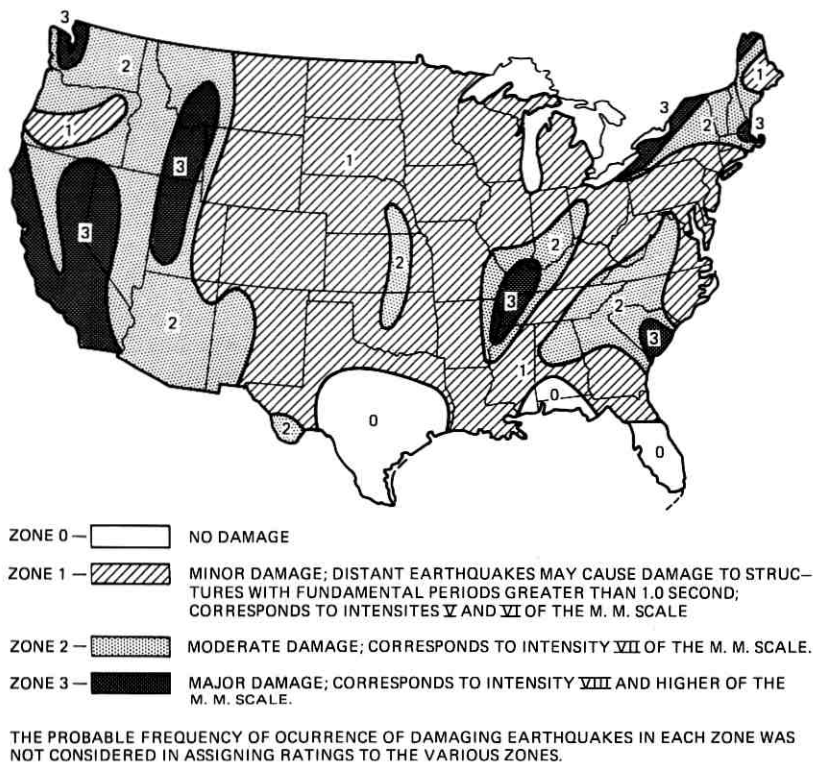 3
2
1
3
3
1
2
3
2
3
1
2
3
2
1
3
2
0
0
0
2
ZONE 0 — NO DAMAGE
ZONE 1 — MINOR DAMAGE; DISTANT EARTHQUAKES MAY CAUSE DAMAGE TO STRUC–
TURES WITH FUNDAMENTAL PERIODS GREATER THAN 1.0 SECOND;
CORRESPONDS TO INTENSITES V AND VI OF THE M. M. SCALE
ZONE 2 — MODERATE DAMAGE; CORRESPONDS TO INTENSITY VII OF THE M. M. SCALE.
ZONE 3 — MAJOR DAMAGE; CORRESPONDS TO INTENSITY VIII AND HIGHER OF THE
M. M. SCALE.
THE PROBABLE FREQUENCY OF OCURRENCE OF DAMAGING EARTHQUAKES IN EACH ZONE WAS
NOT CONSIDERED IN ASSIGNING RATINGS TO THE VARIOUS ZONES.